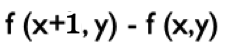 f (x+1, y) - f (x,y)